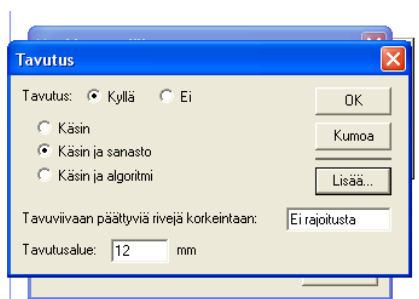 Tavutus
Tavutus: Kyllä Ei
OK
Käsin
Kumoa
Käsin ja sanasto
Käsin ja algoritmi
Lisää...
Tavuviivaan päättyviä rivejä korkeintaan: Ei rajoitusta
Tavutusalue: 12 mm